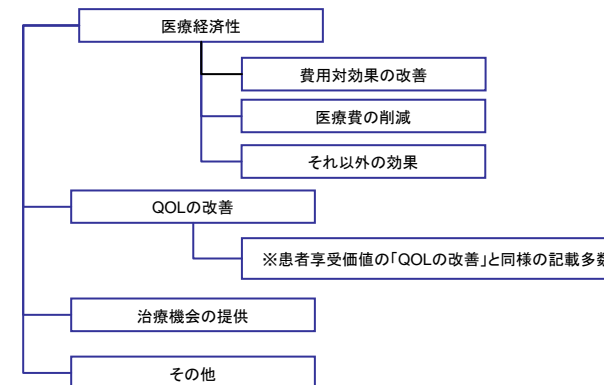 医療経済性
費用対効果の改善
医療費の削減
それ以外の効果
QOLの改善
※患者享受価値の「QOLの改善」と同様の記載多数
治療機会の提供
その他